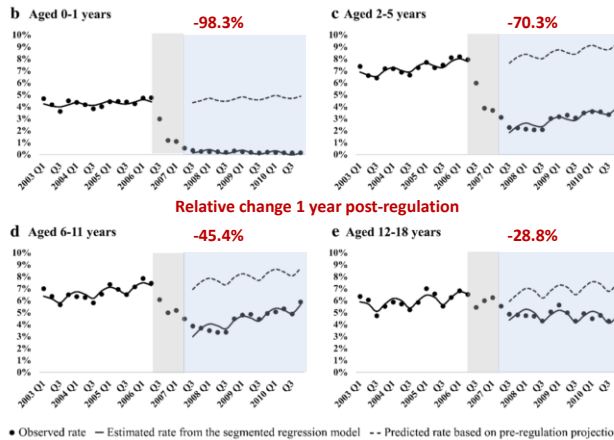 b Aged 0-1 years
-98.3%
10%
9%
8%
7%
6%
5%
4%
3%
2%
1%
0%
2003 Q1
Q3
2004 Q1
Q3
2005 Q1
Q3
2006 Q1
Q3
2007 Q1
Q3
2008 Q1
Q3
2009 Q1
Q3
2010 Q1
Q3
c Aged 2-5 years
-70.3%
10%
9%
8%
7%
6%
5%
4%
3%
2%
1%
0%
2003 Q1
Q3
2004 Q1
Q3
2005 Q1
Q3
2006 Q1
Q3
2007 Q1
Q3
2008 Q1
Q3
2009 Q1
Q3
2010 Q1
Q3
Relative change 1 year post-regulation
d Aged 6-11 years
-45.4%
10%
9%
8%
7%
6%
5%
4%
3%
2%
1%
0%
2003 Q1
Q3
2004 Q1
Q3
2005 Q1
Q3
2006 Q1
Q3
2007 Q1
Q3
2008 Q1
Q3
2009 Q1
Q3
2010 Q1
Q3
e Aged 12-18 years
-28.8%
10%
9%
8%
7%
6%
5%
4%
3%
2%
1%
0%
2003 Q1
Q3
2004 Q1
Q3
2005 Q1
Q3
2006 Q1
Q3
2007 Q1
Q3
2008 Q1
Q3
2009 Q1
Q3
2010 Q1
Q3
Observed rate Estimated rate from the segmented regression model Predicted rate based on pre-regulation projectio